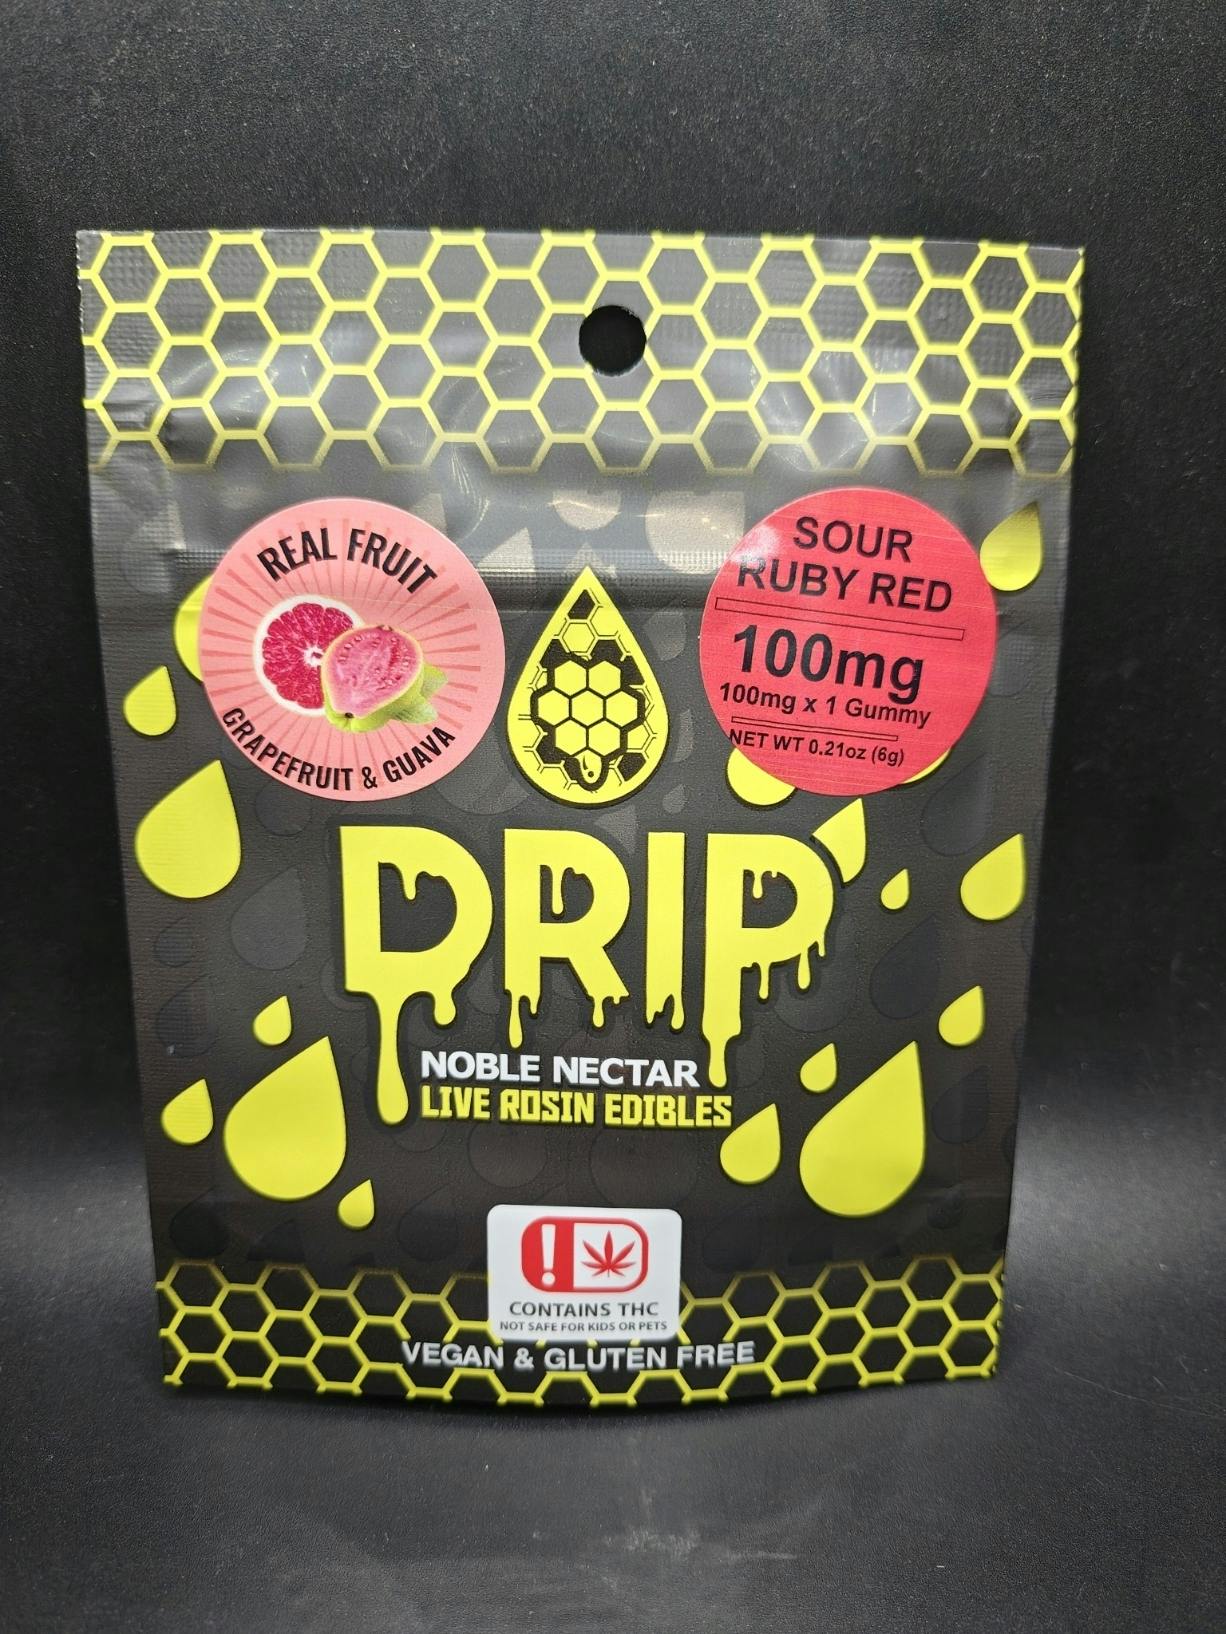 REAL FRUIT
GRAPEFRUIT & GUAVA
SOUR
RUBY RED
100mg
100mg x 1 Gummy
NET WT 0.21oz (6g)
DRIP
NOBLE NECTAR
LIVE ROSIN EDIBLES
!
CONTAINS THC
NOT SAFE FOR KIDS OR PETS
VEGAN & GLUTEN FREE